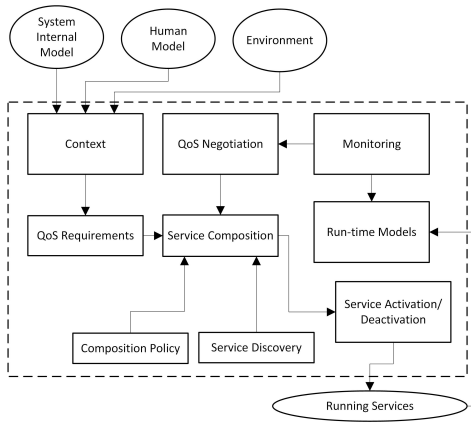 System
Internal
Model
Human
Model
Environment
Context
QoS Negotiation
Monitoring
QoS Requirements
Service Composition
Run-time Models
Service Activation/
Deactivation
Composition Policy
Service Discovery
Running Services